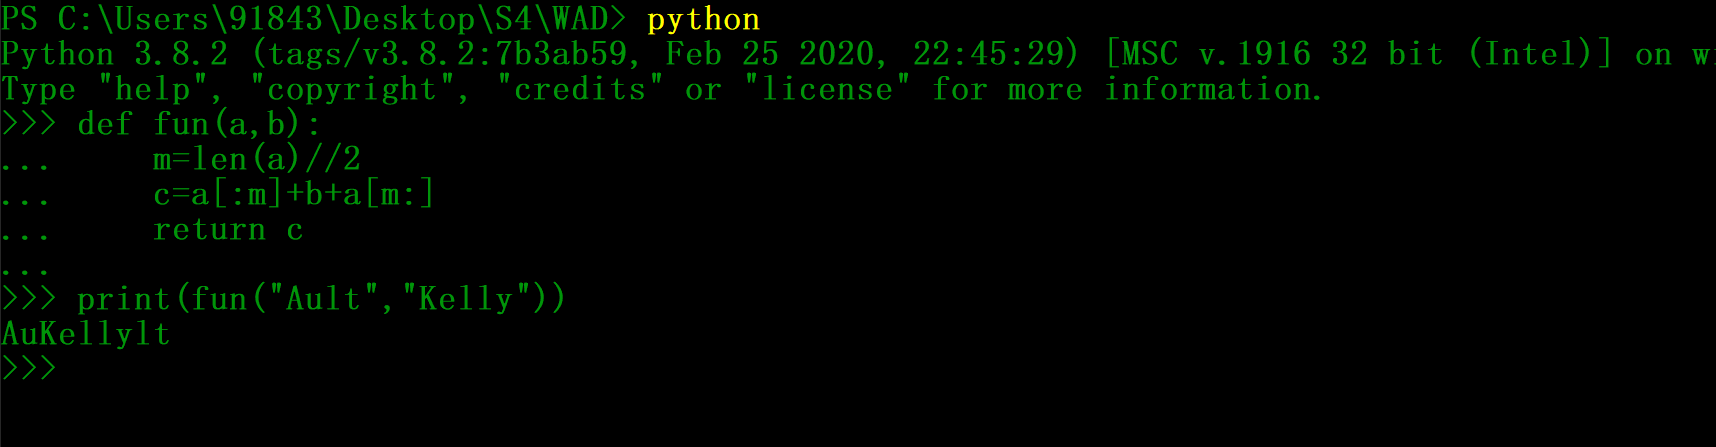 PS C:\Users\91843\Desktop\S4\WAD> python
Python 3.8.2 (tags/v3.8.2:7b3ab59, Feb 25 2020, 22:45:29) [MSC v.1916 32 bit (Intel)] on
Type "help", "copyright", "credits" or "license" for more information.
>>> def fun(a,b):
...     m=len(a)//2
...     c=a[:m]+b+a[m:]
...     return c
...
>>> print(fun("Ault","Kelly"))
AuKellylt
>>>